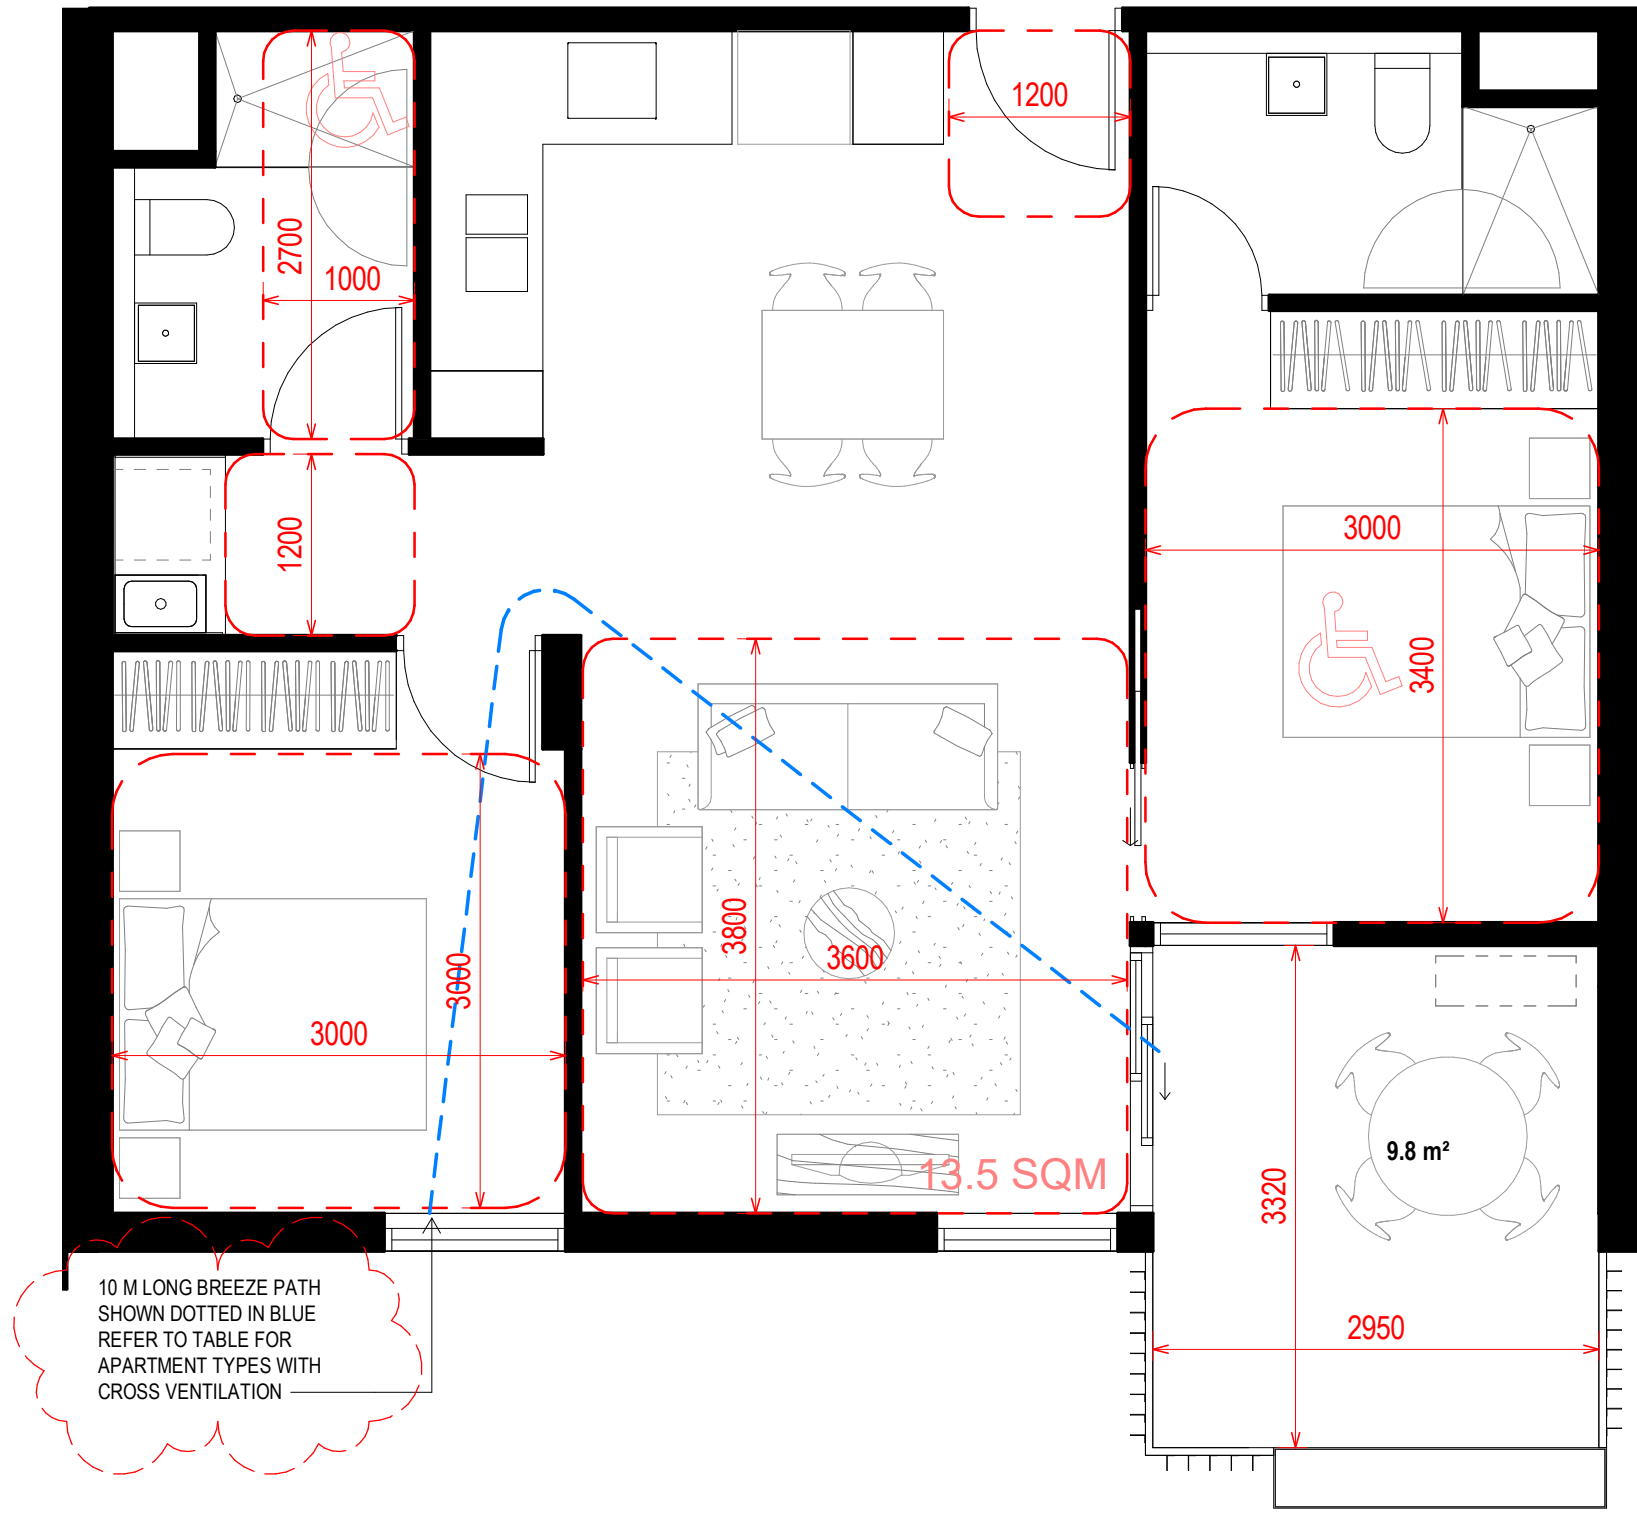 1200
2700
1000
1200
3000
3400
3800
3600
3000
3000
13.5 SQM
9.8 m²
3320
2950
10 M LONG BREEZE PATH
SHOWN DOTTED IN BLUE
REFER TO TABLE FOR
APARTMENT TYPES WITH
CROSS VENTILATION